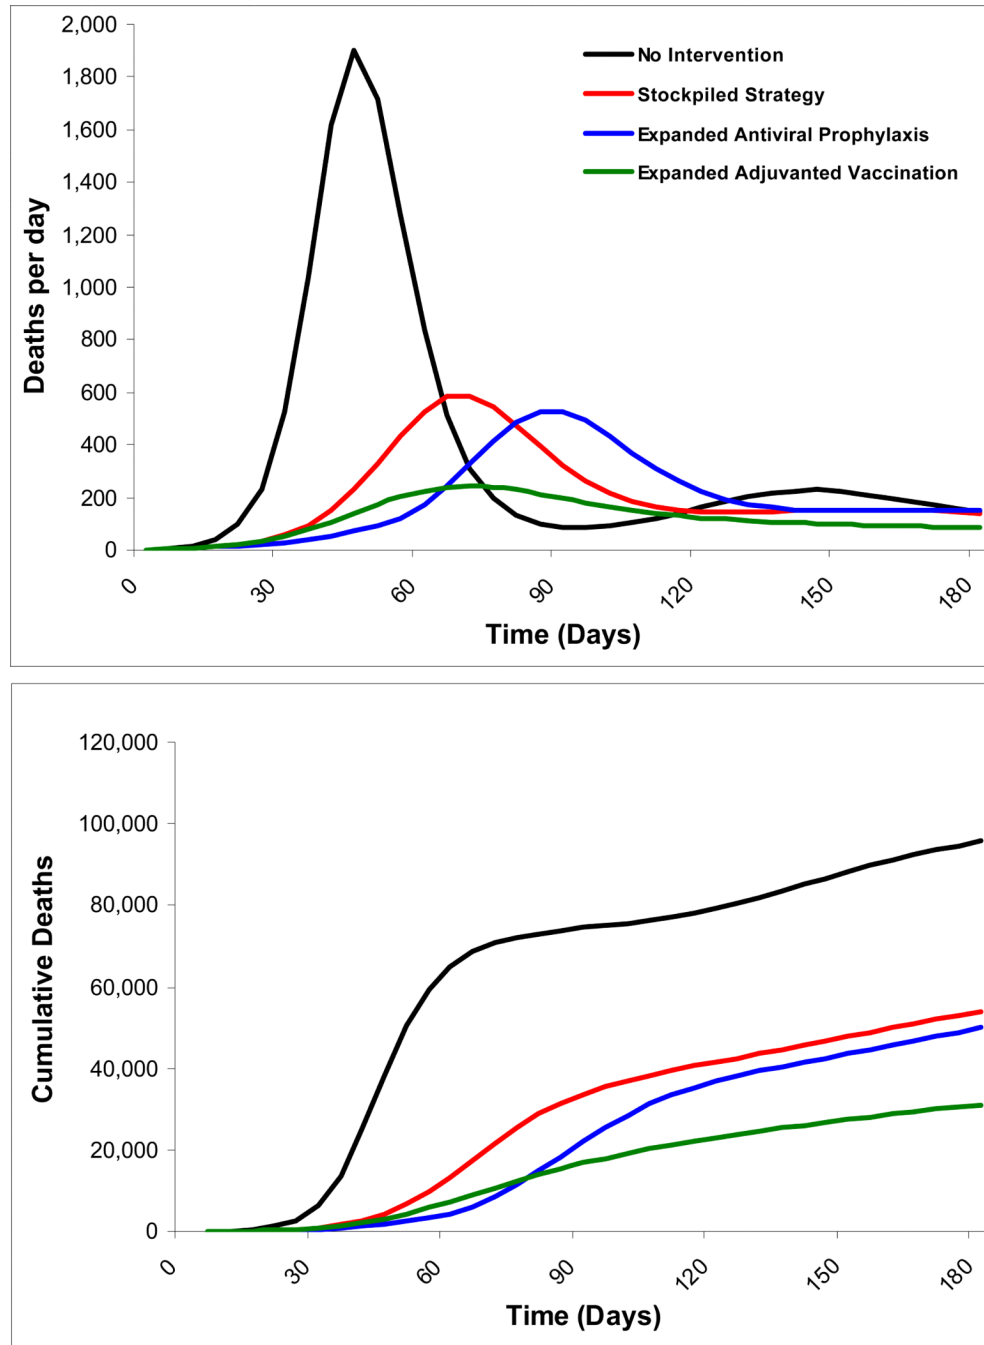 2,000
1,800
1,600
1,400
1,200
1,000
800
600
400
200
0
Deaths per day
No Intervention
Stockpiled Strategy
Expanded Antiviral Prophylaxis
Expanded Adjuvanted Vaccination
0 30 60 90 120 150 180
Time (Days)
120,000
100,000
80,000
60,000
40,000
20,000
0
Cumulative Deaths
0 30 60 90 120 150 180
Time (Days)